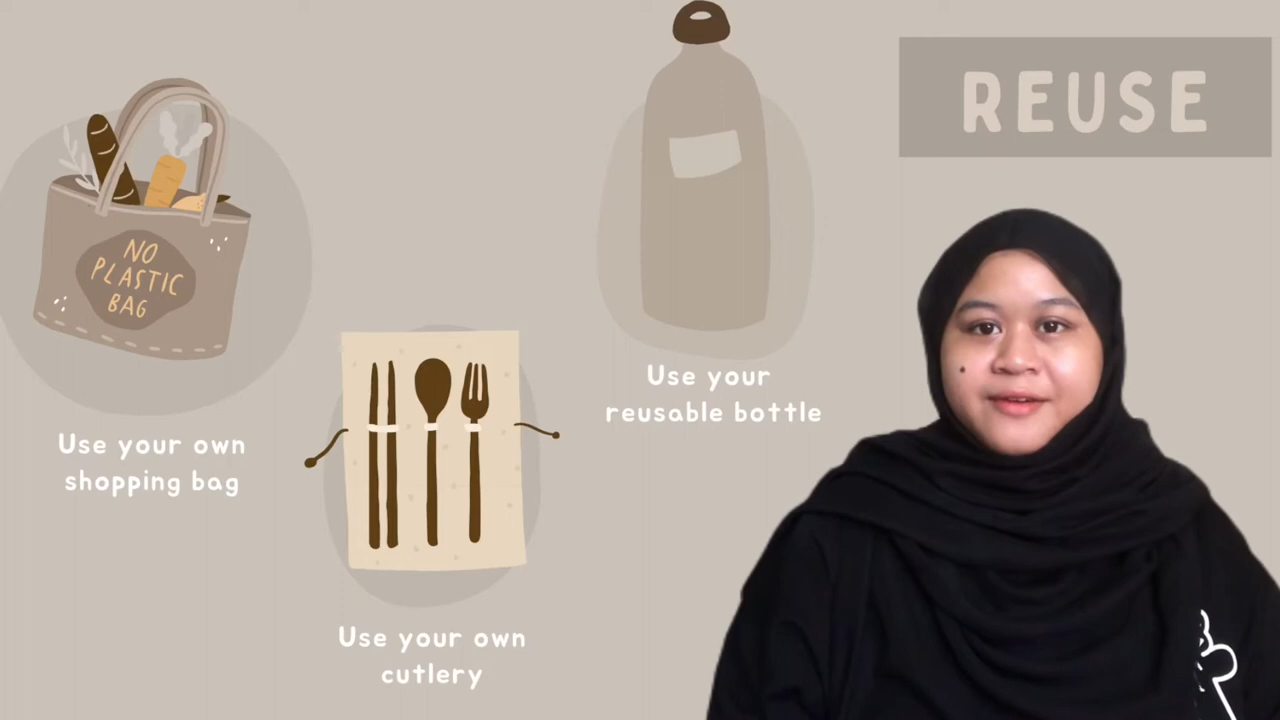 REUSE
NO
PLASTIC
BAG
Use your own
shopping bag
Use your own
cutlery
Use your
reusable bottle